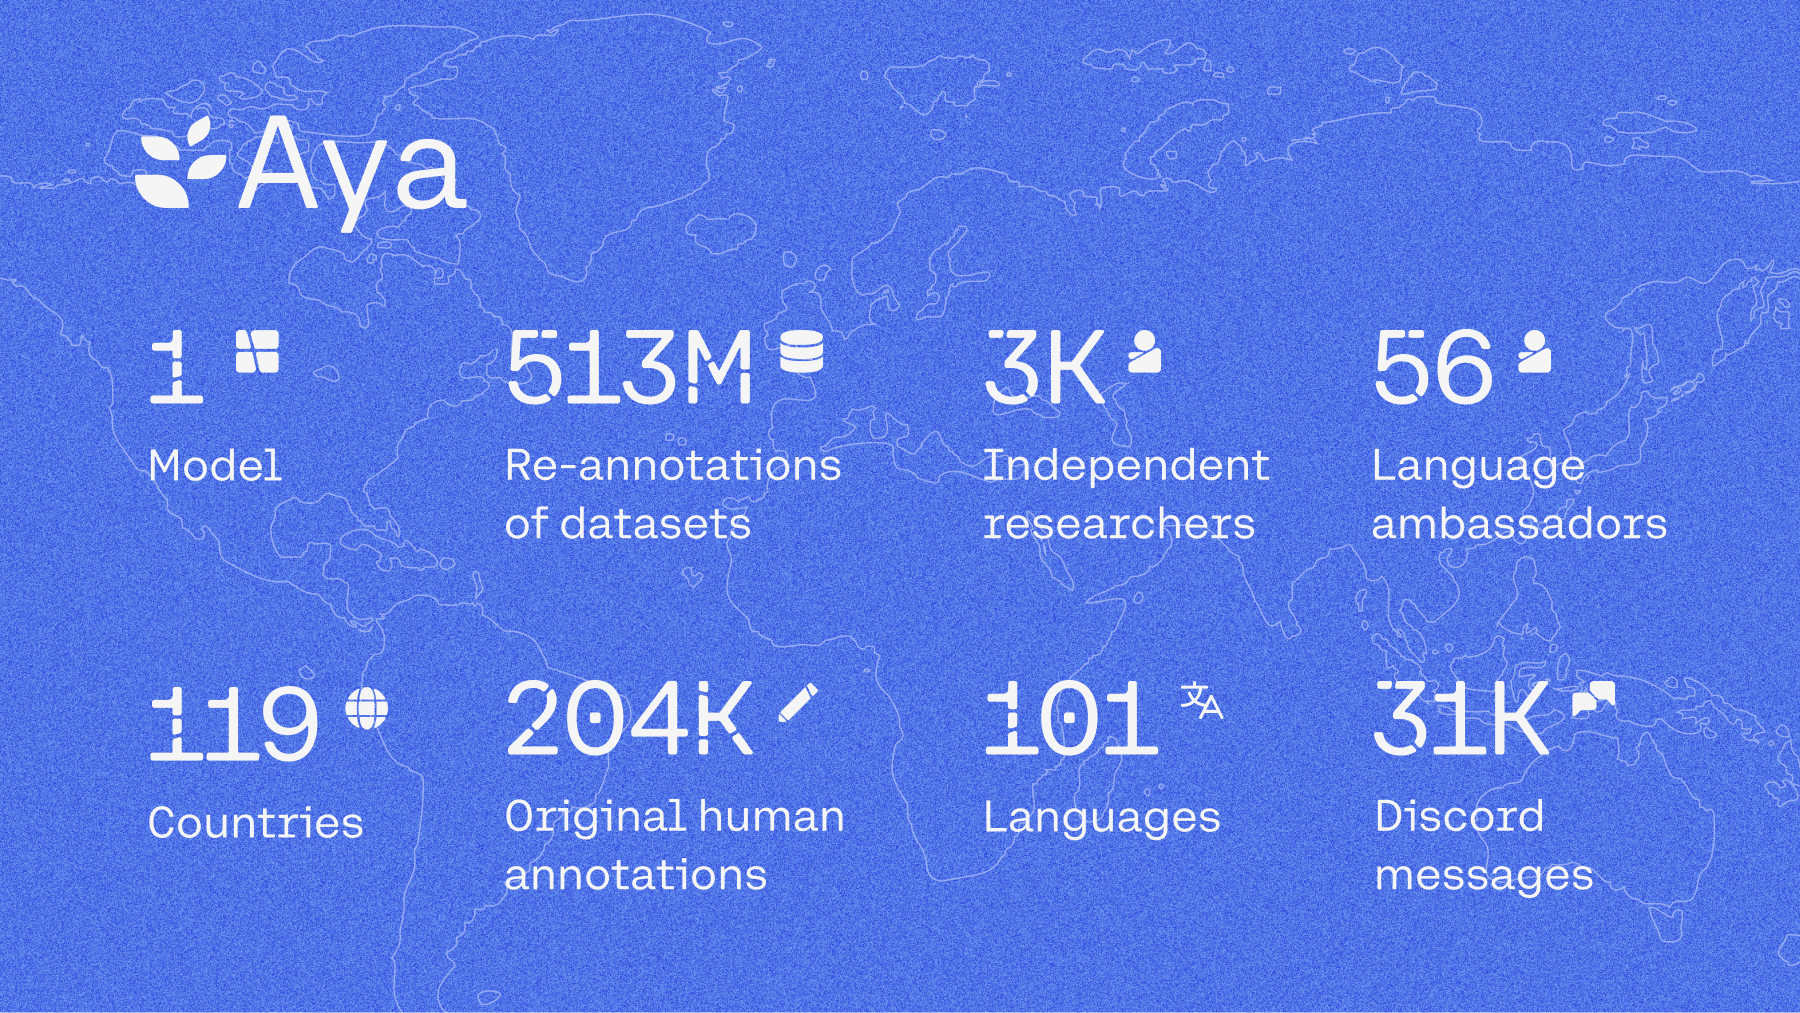 Aya
1
Model
513M
Re-annotations
of datasets
3K
Independent
researchers
56
Language
ambassadors
119
Countries
204K
Original human
annotations
101
Languages
31K
Discord
messages